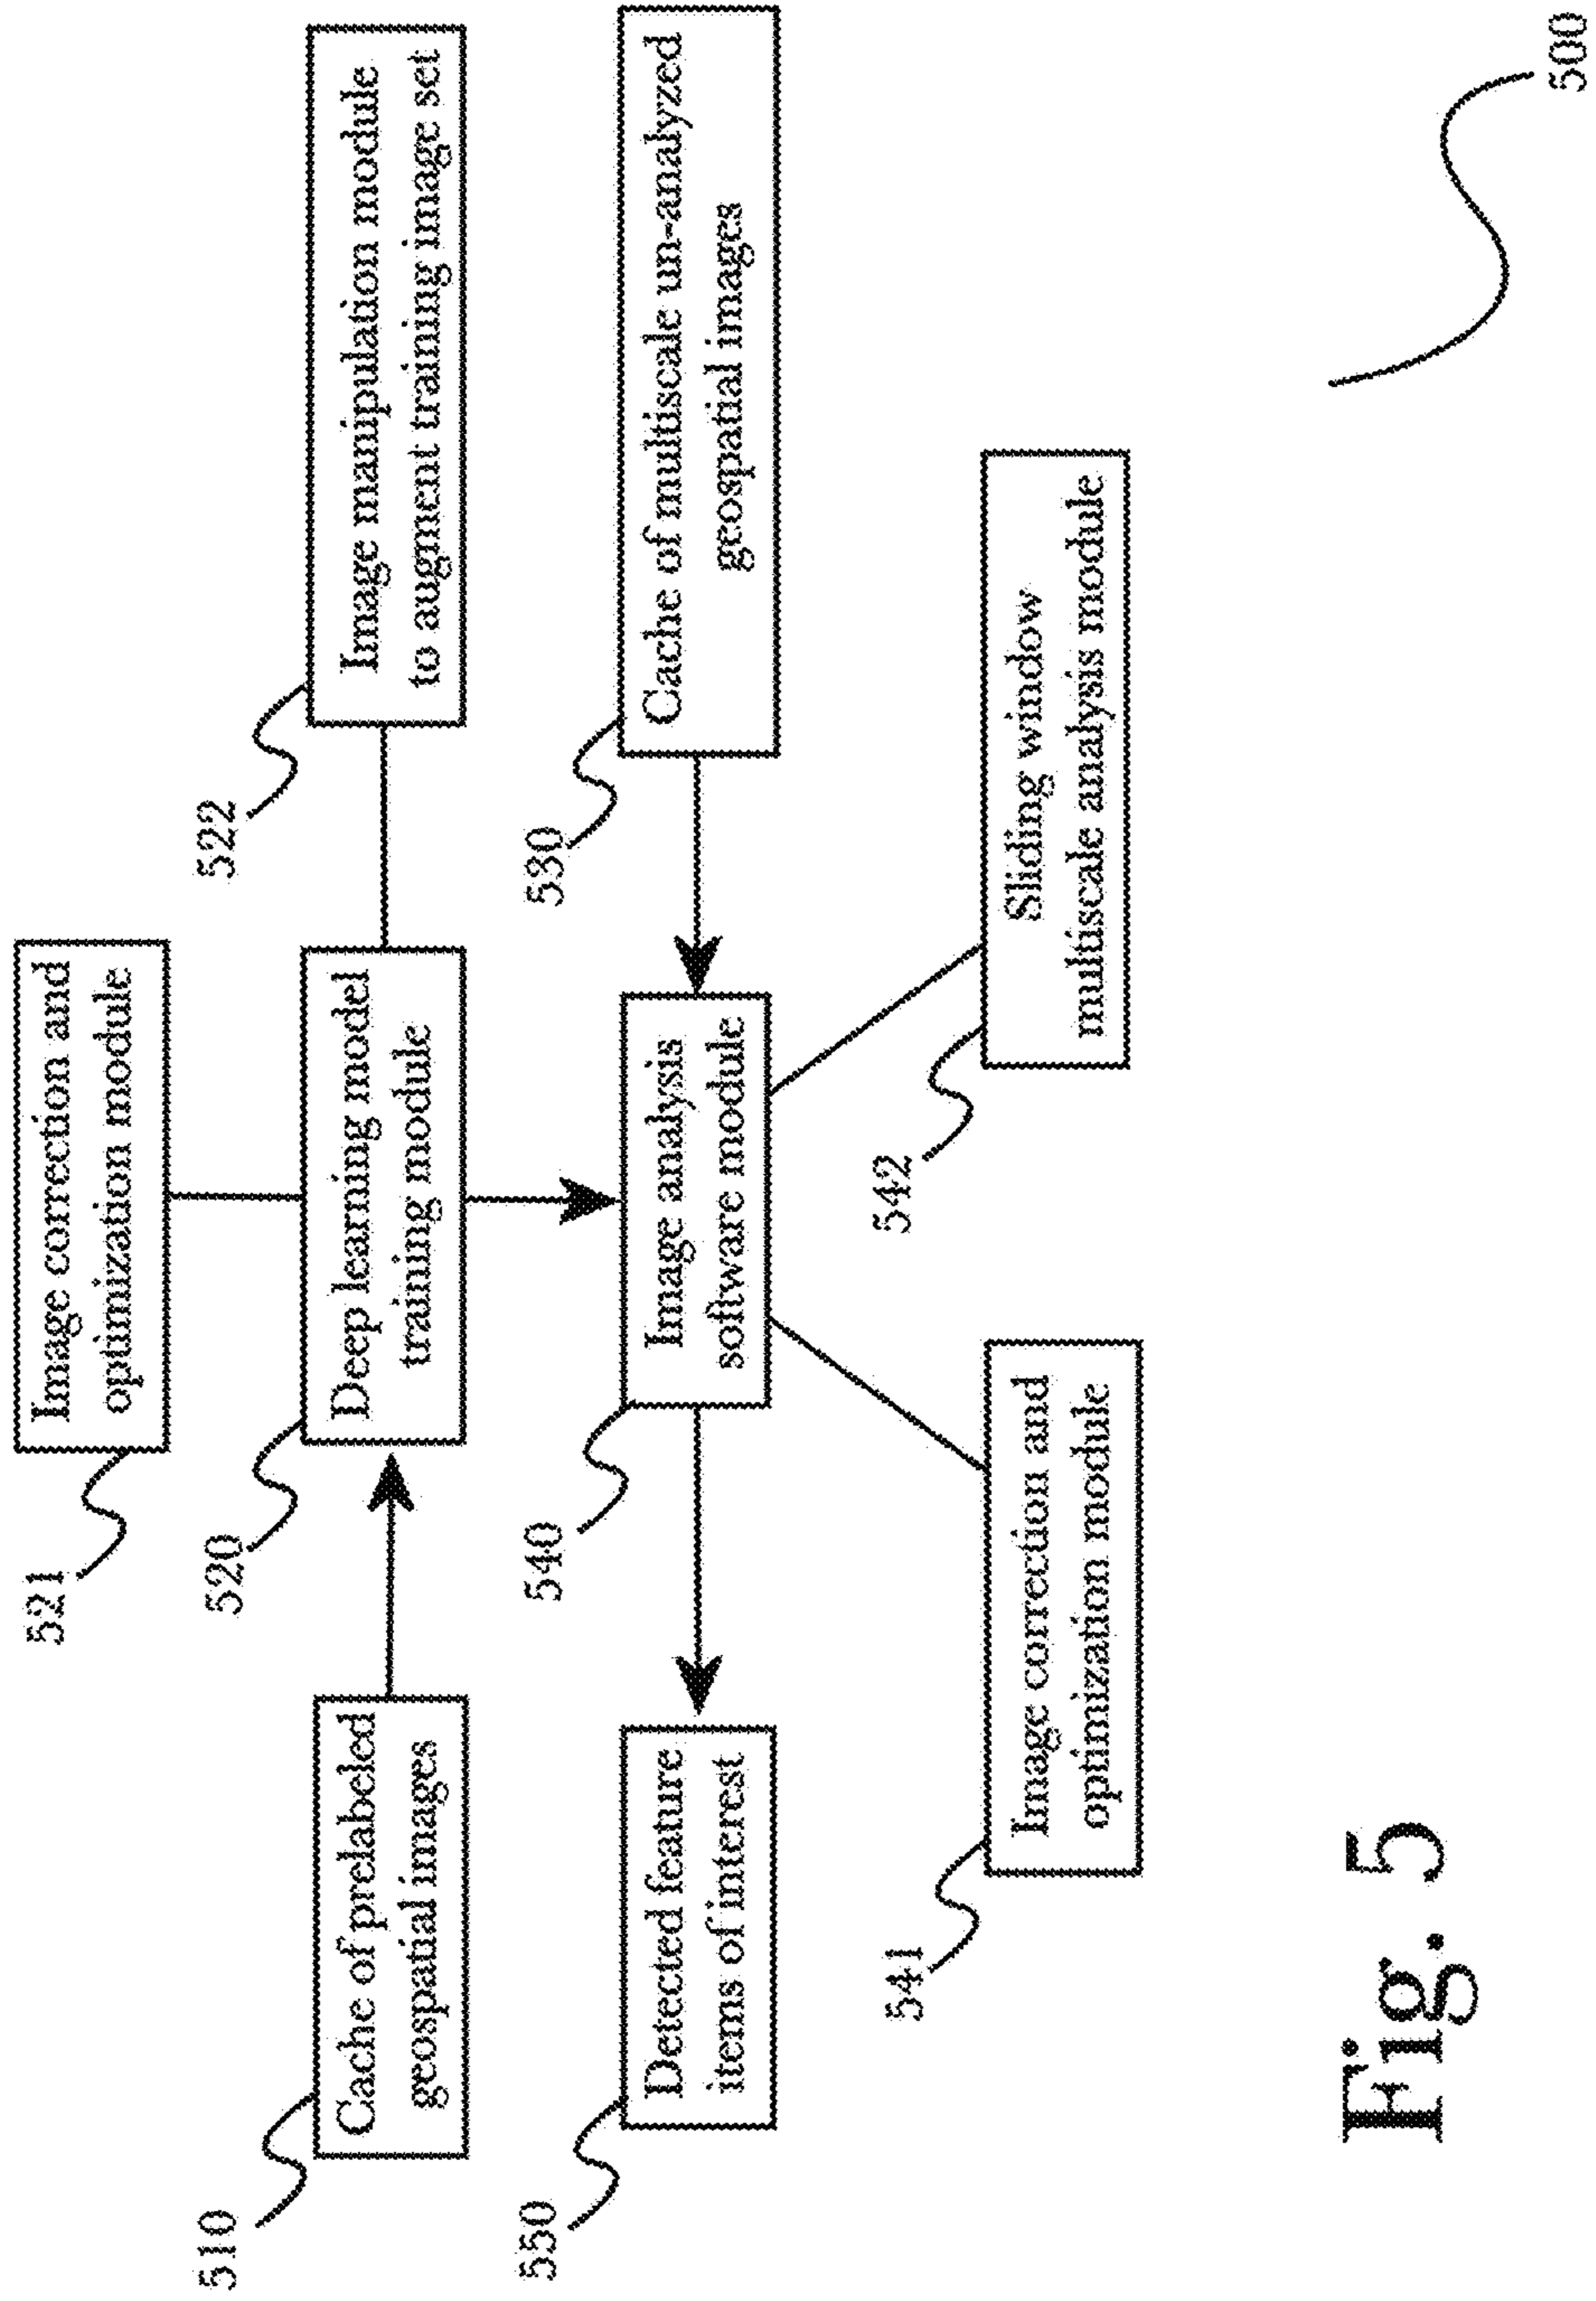 521
Image correction and
optimization module
510
Cache of prelabeled
geospatial images
520
Deep learning model
training module
522
Image manipulation module
to augment training image set
550
Detected feature
items of interest
540
Image analysis
software module
530
Cache of multiscale un-analyzed
geospatial images
541
Image correction and
optimization module
542
Sliding window
multiscale analysis module
Fig. 5
500